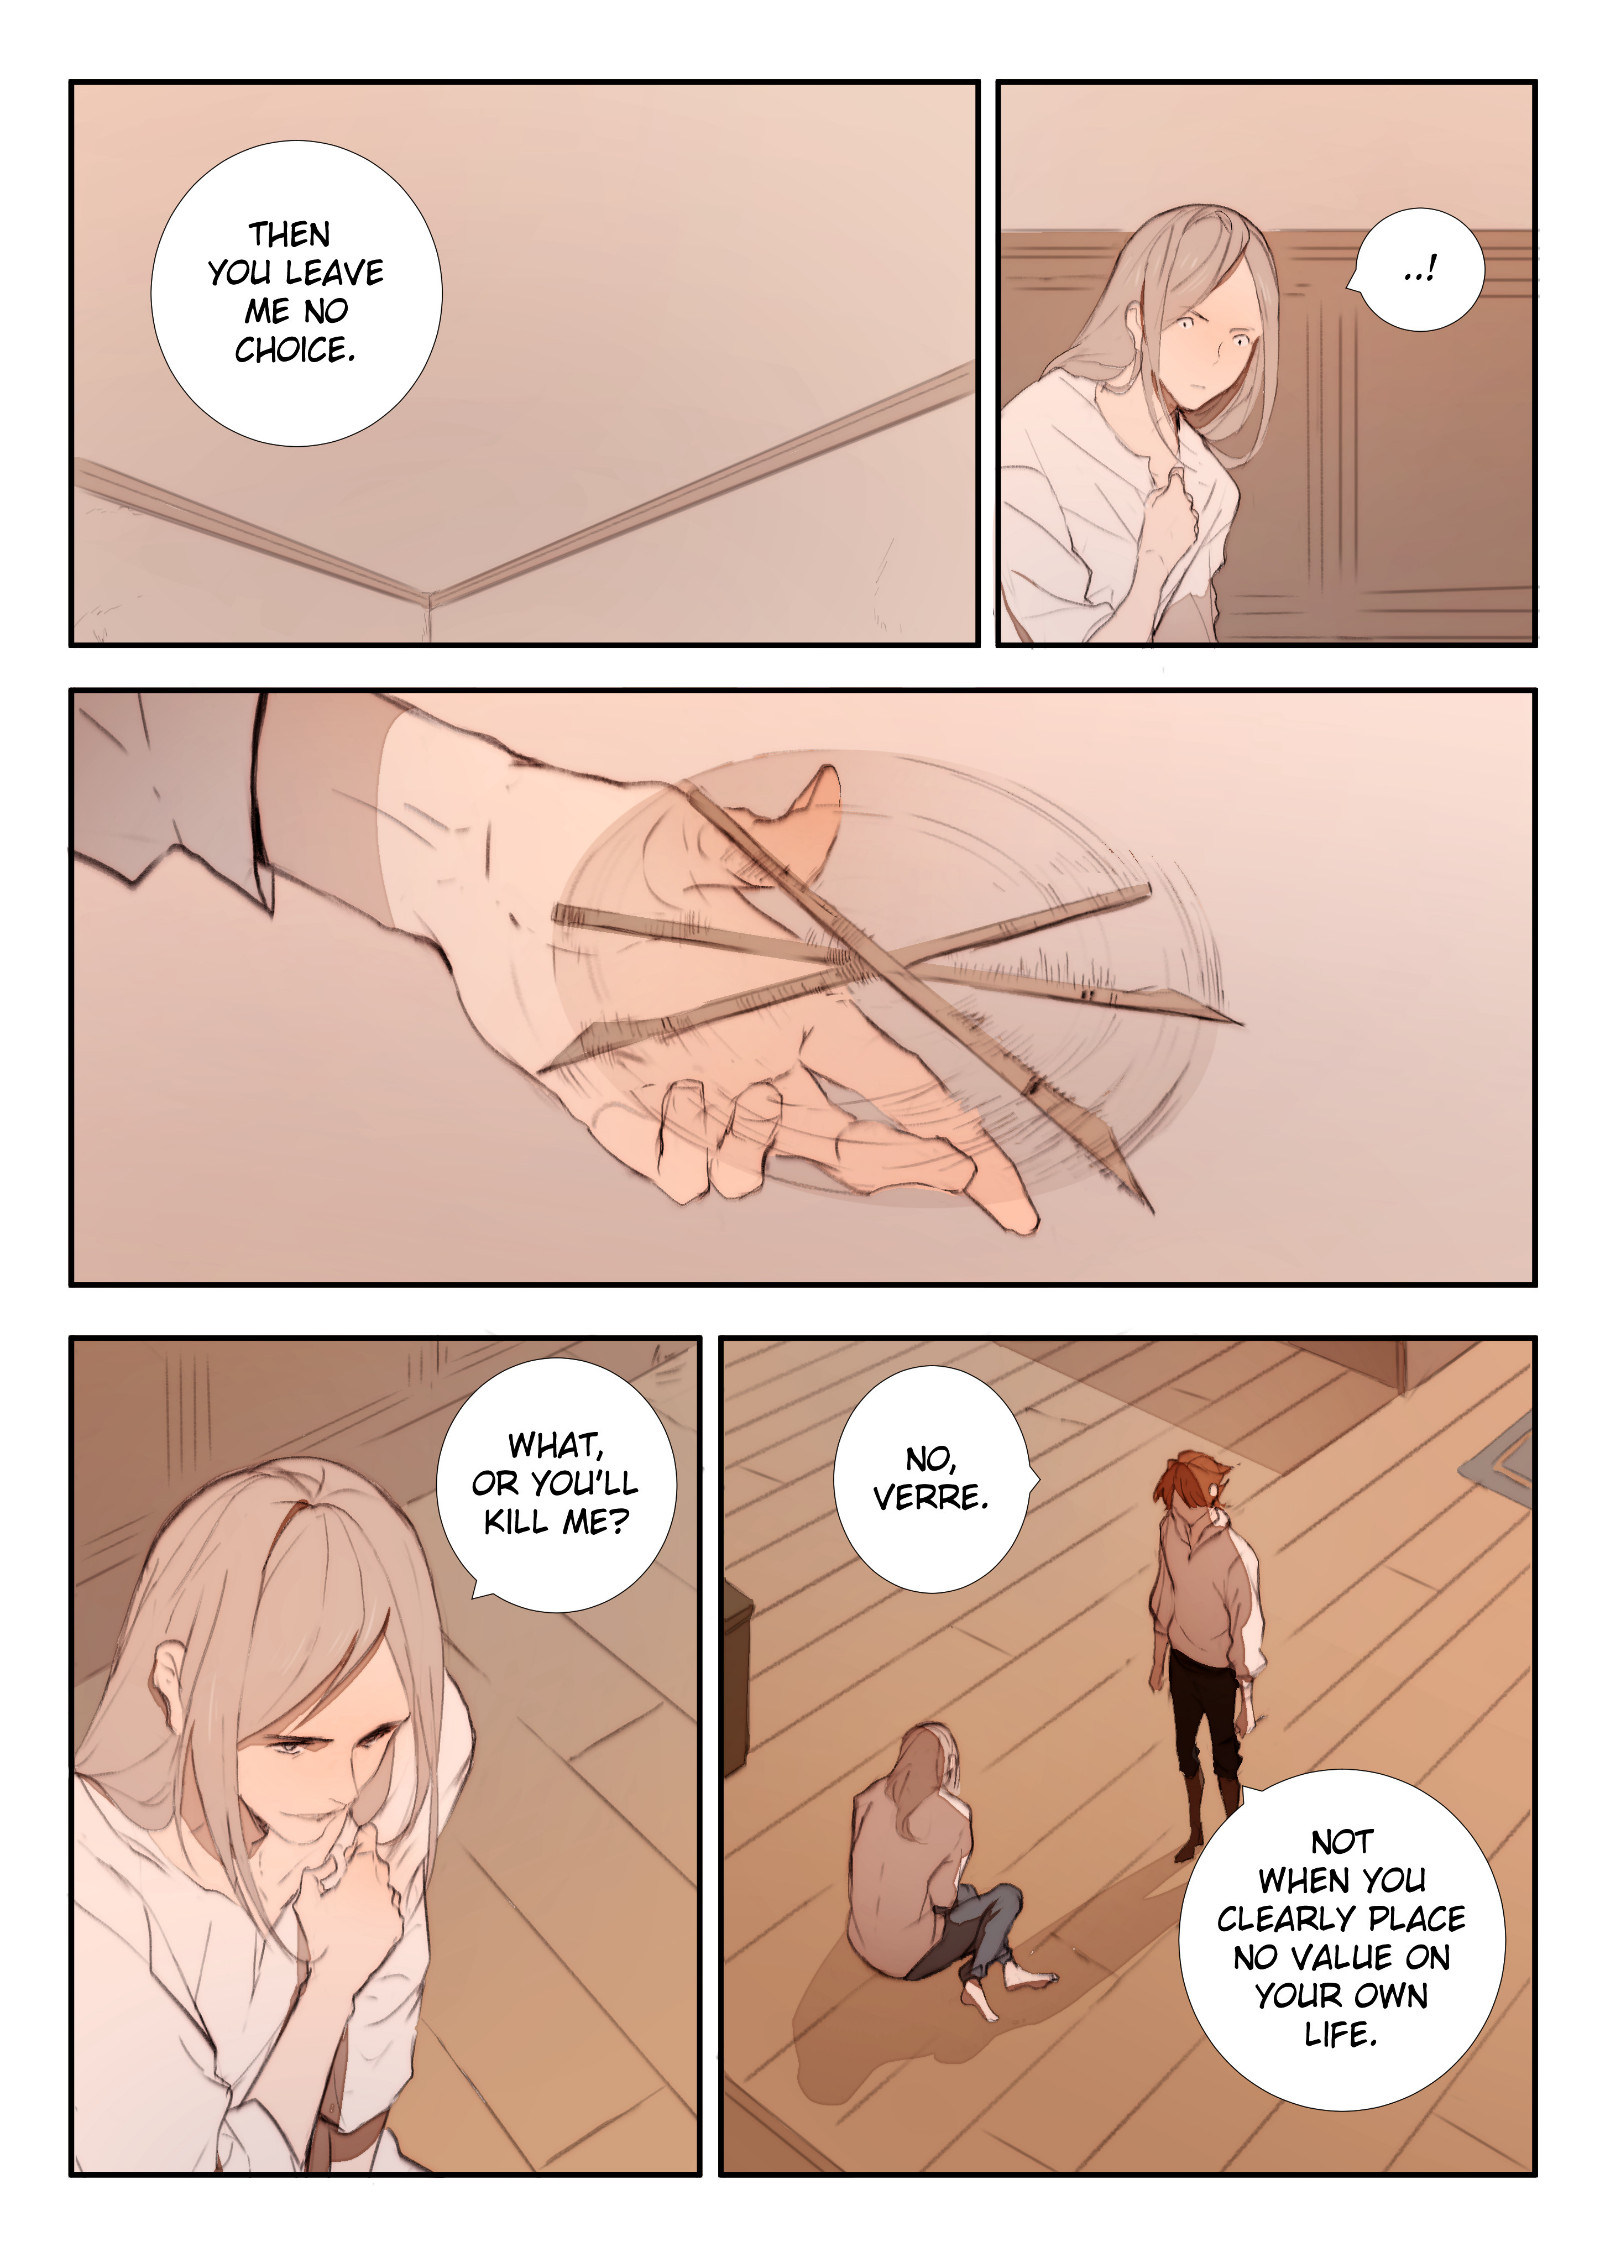 THEN
YOU LEAVE
ME NO
CHOICE.
..!
WHAT,
OR YOU'LL
KILL ME?
NO,
VERRE.
NOT
WHEN YOU
CLEARLY PLACE
NO VALUE ON
YOUR OWN
LIFE.